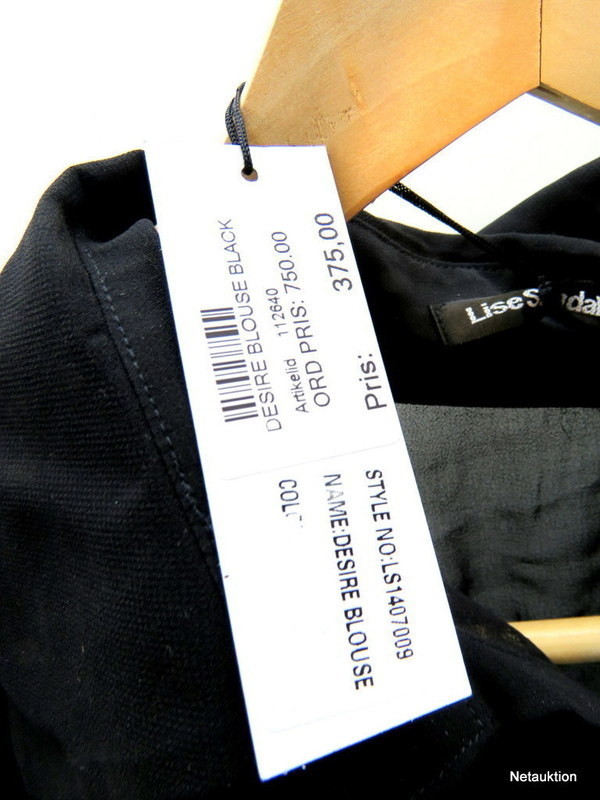 DESIRE BLOUSE BLACK
Artikelid 112640
ORD PRIS: 750.00
Pris: 375,00
STYLE NO:LS1407009
NAME:DESIRE BLOUSE
Lise
Netauktion